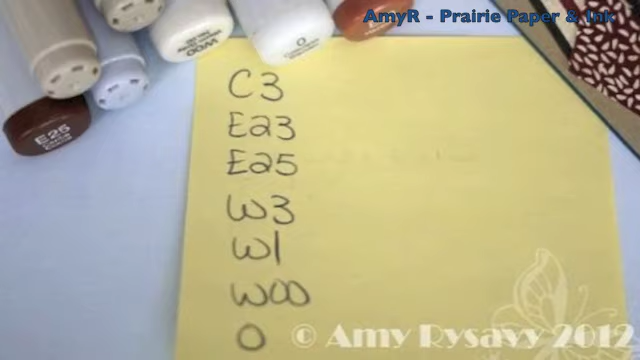 AmyR - Prairie Paper & Ink
W00
0
E25
C3
E23
E25
W3
W1
W00
0
© Amy Rysavy 2012